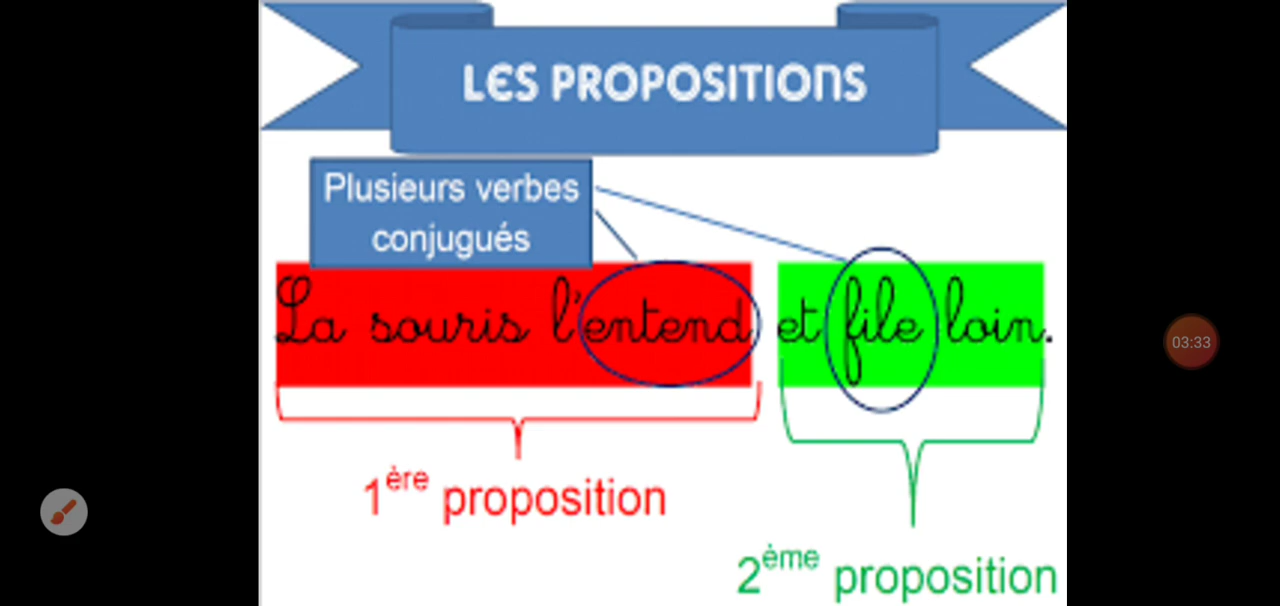 LES PROPOSITIONS
Plusieurs verbes
conjugués
La souris l'entend et file loin.
1ère proposition
2ème proposition
03:33